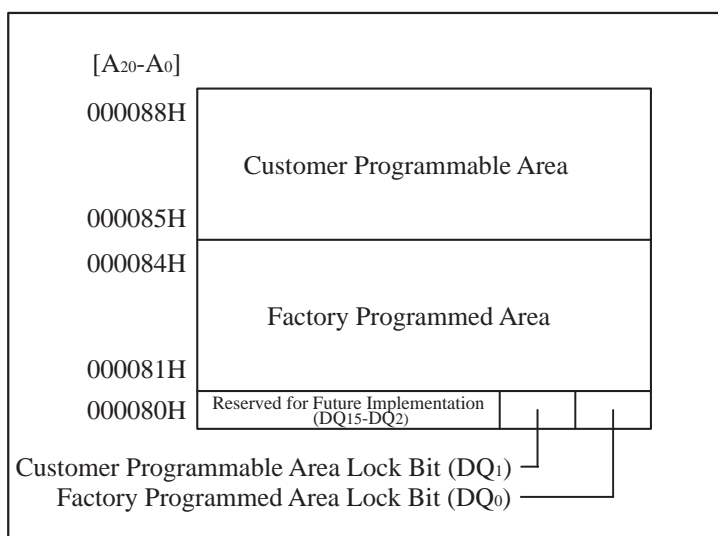 [A20-A0]
000088H
Customer Programmable Area
000085H
000084H
Factory Programmed Area
000081H
000080H
Reserved for Future Implementation
(DQ15-DQ2)
Customer Programmable Area Lock Bit (DQ1)
Factory Programmed Area Lock Bit (DQ0)